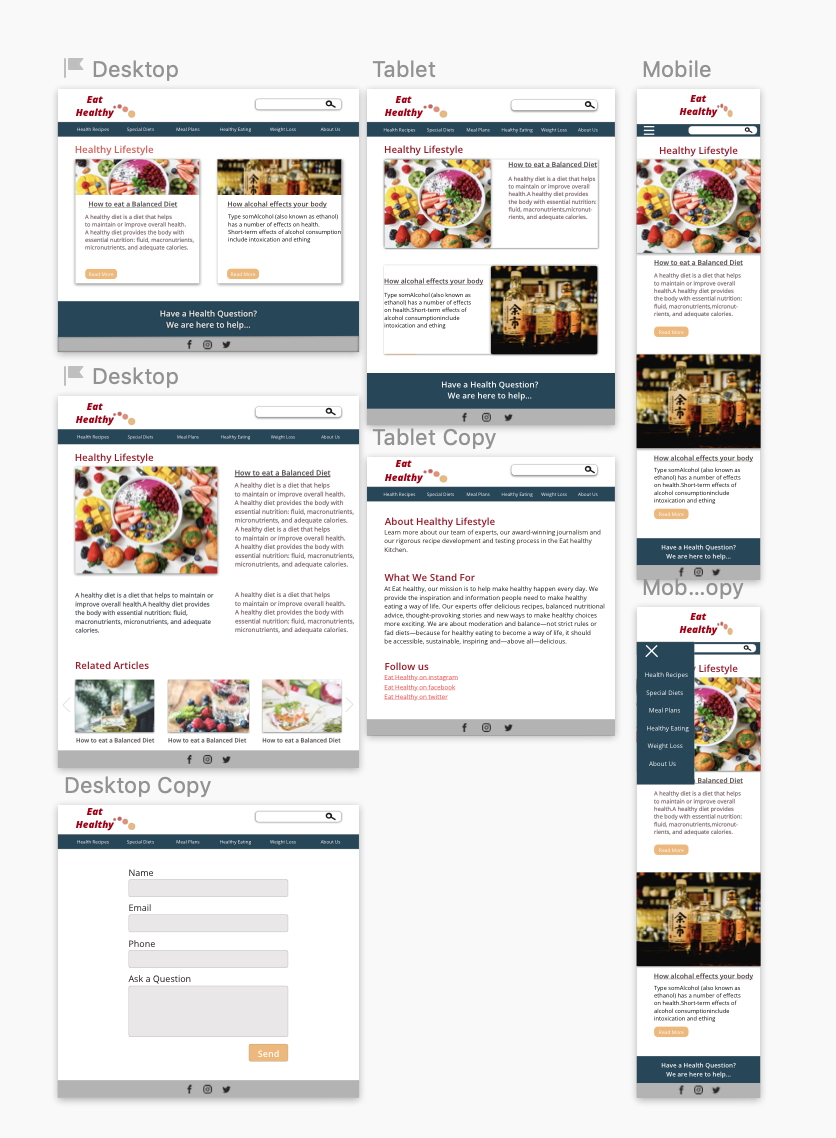 Desktop
Eat
Healthy
Health Recipes Special Diets Meal Plans Healthy Eating Weight Loss About Us
Healthy Lifestyle
How to eat a Balanced Diet
A healthy diet is a diet that helps
to maintain or improve overall health.
A healthy diet provides the body with
essential nutrition: fluid, macronutrients,
micronutrients, and adequate calories.
Read More
How alcohal effects your body
Type somAlcohol (also known as ethanol)
has a number of effects on health.
Short-term effects of alcohol consumption
include intoxication and ething
Read More
Have a Health Question?
We are here to help...
Desktop
Eat
Healthy
Health Recipes Special Diets Meal Plans Healthy Eating Weight Loss About Us
Healthy Lifestyle
How to eat a Balanced Diet
A healthy diet is a diet that helps
to maintain or improve overall health.
A healthy diet provides the body with
essential nutrition: fluid, macronutrients,
micronutrients, and adequate calories.
A healthy diet is a diet that helps
to maintain or improve overall health.
A healthy diet provides the body with
essential nutrition: fluid, macronutrients,
micronutrients, and adequate calories.
A healthy diet is a diet that helps to maintain or
improve overall health.A healthy diet provides
the body with essential nutrition: fluid,
macronutrients, micronutrients, and adequate
calories.
A healthy diet is a diet that helps
to maintain or improve overall health.
A healthy diet provides the body with
essential nutrition: fluid, macronutrients,
micronutrients, and adequate calories.
Related Articles
How to eat a Balanced Diet
How to eat a Balanced Diet
How to eat a Balanced Diet
Desktop Copy
Eat
Healthy
Health Recipes Special Diets Meal Plans Healthy Eating Weight Loss About Us
Name
Email
Phone
Ask a Question
Send
Tablet
Eat
Healthy
Health Recipes Special Diets Meal Plans Healthy Eating Weight Loss About Us
Healthy Lifestyle
How to eat a Balanced Diet
A healthy diet is a diet that helps
to maintain or improve overall
health.A healthy diet provides
the body with essential nutrition:
fluid, macronutrients,micronut-
rients, and adequate calories.
How alcohal effects your body
Type somAlcohol (also known as
ethanol) has a number of effects
on health.Short-term effects of
alcohol consumptioninclude
intoxication and ething
余
市
Have a Health Question?
We are here to help...
Tablet Copy
Eat
Healthy
Health Recipes Special Diets Meal Plans Healthy Eating Weight Loss About Us
About Healthy Lifestyle
Learn more about our team of experts, our award-winning journalism and
our rigorous recipe development and testing process in the Eat healthy
Kitchen.
What We Stand For
At Eat healthy, our mission is to help make healthy happen every day. We
provide the inspiration and information people need to make healthy
eating a way of life. Our experts offer delicious recipes, balanced nutritional
advice, thought-provoking stories and new ways to make healthy choices
more exciting. We are about moderation and balance—not strict rules or
fad diets—because for healthy eating to become a way of life, it should
be accessible, sustainable, inspiring and—above all—delicious.
Follow us
Eat Healthy on instagram
Eat Healthy on facebook
Eat Healthy on twitter
Mobile
Eat
Healthy
Healthy Lifestyle
How to eat a Balanced Diet
A healthy diet is a diet that helps
to maintain or improve overall
health.A healthy diet provides
the body with essential nutrition:
fluid, macronutrients,micronut-
rients, and adequate calories.
Read More
余
市
How alcohal effects your body
Type somAlcohol (also known as
ethanol) has a number of effects
on health.Short-term effects of
alcohol consumptioninclude
intoxication and ething
Read More
Have a Health Question?
We are here to help...
Mob...opy
Eat
Healthy
Health Recipes
Special Diets
Meal Plans
Healthy Eating
Weight Loss
About Us
y Lifestyle
Balanced Diet
A healthy diet is a diet that helps
to maintain or improve overall
health.A healthy diet provides
the body with essential nutrition:
fluid, macronutrients,micronut-
rients, and adequate calories.
Read More
余
市
How alcohal effects your body
Type somAlcohol (also known as
ethanol) has a number of effects
on health.Short-term effects of
alcohol consumptioninclude
intoxication and ething
Read More
Have a Health Question?
We are here to help...